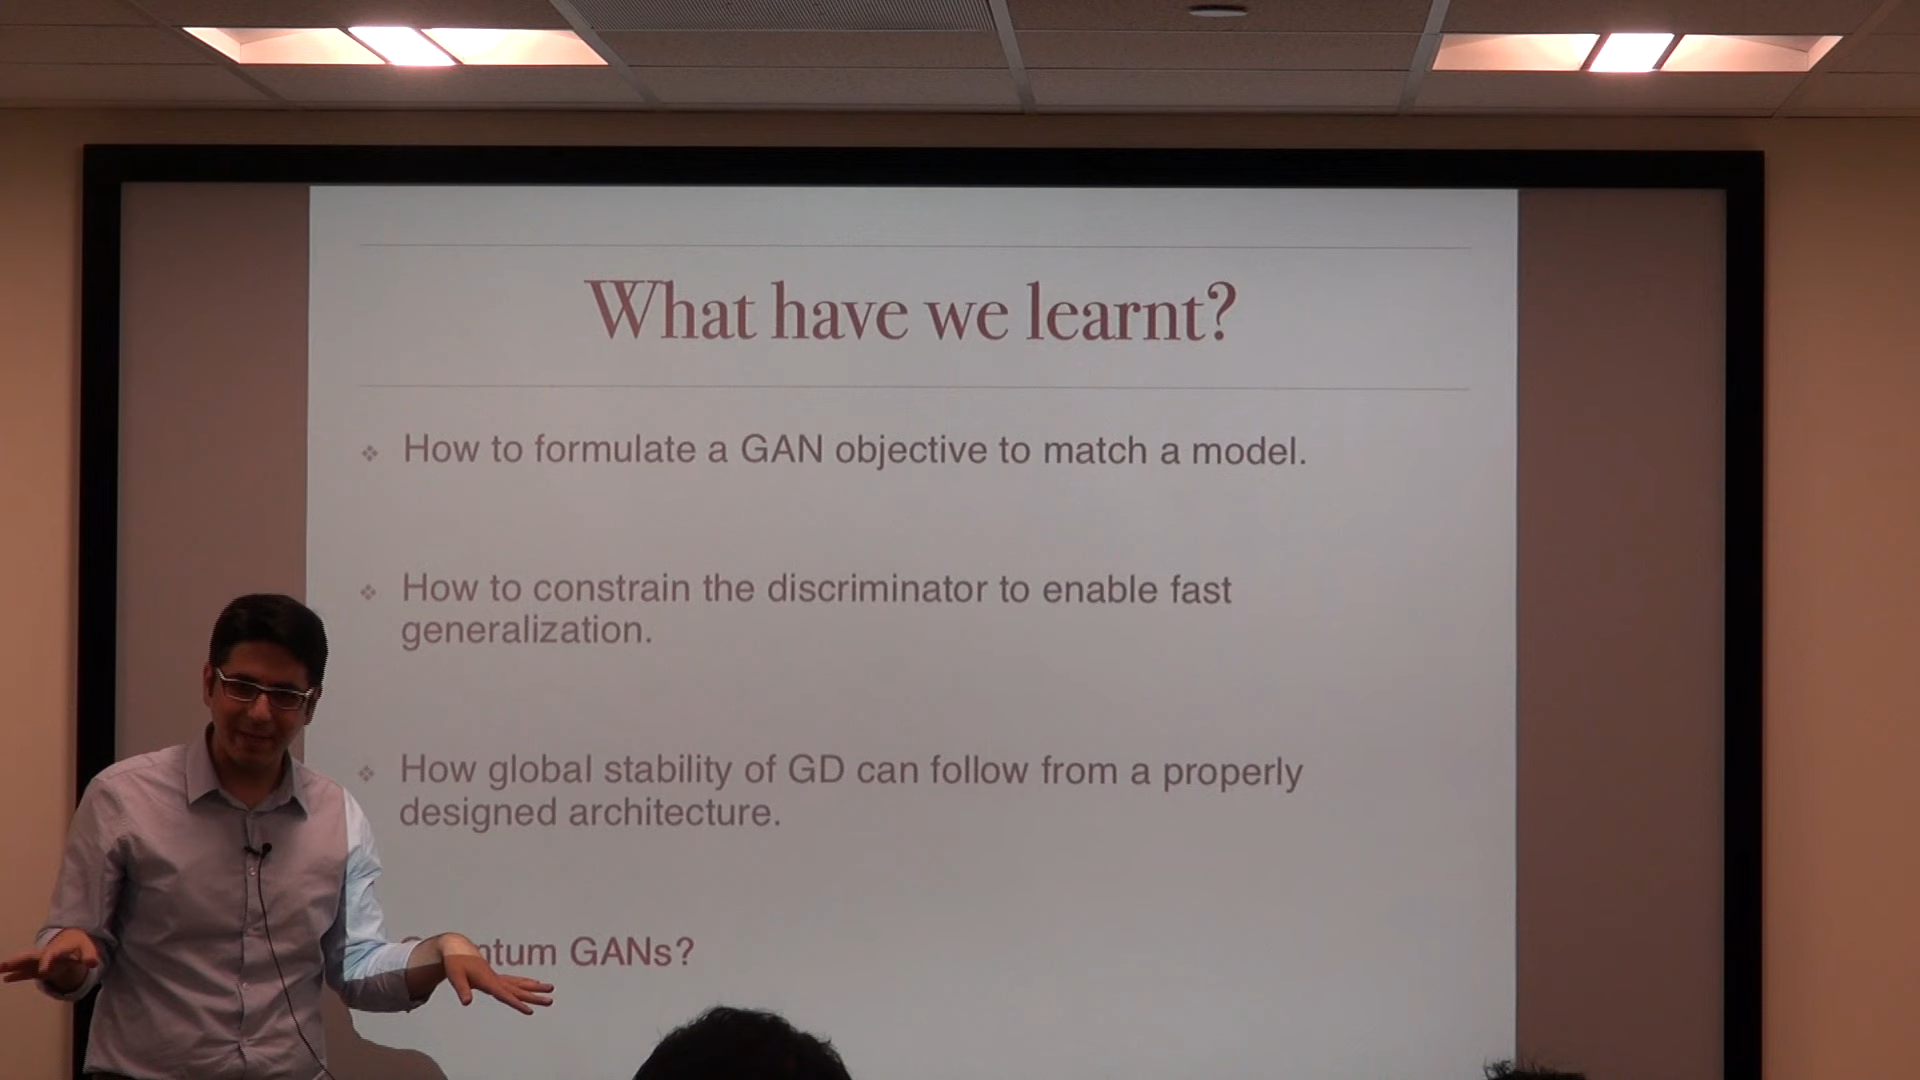 What have we learnt?
How to formulate a GAN objective to match a model.
How to constrain the discriminator to enable fast
generalization.
How global stability of GD can follow from a properly
designed architecture.
GANs?